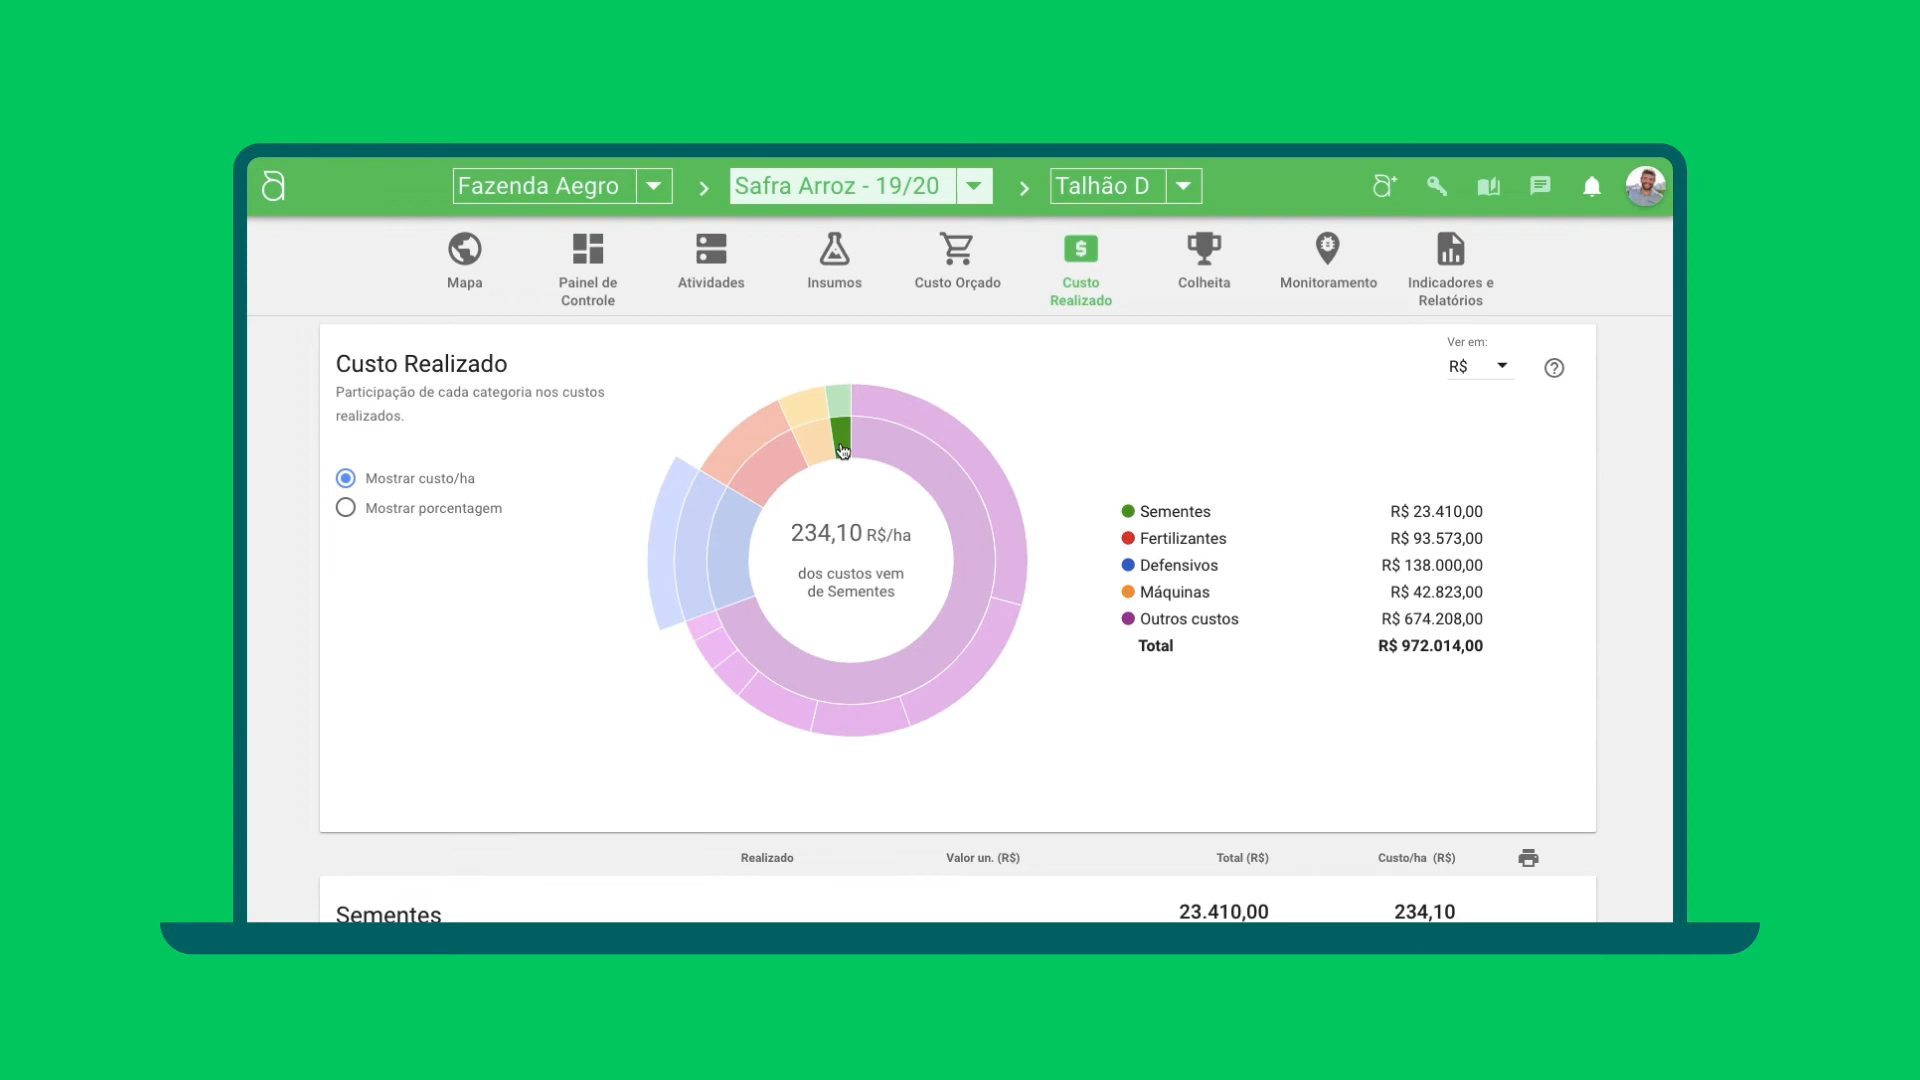 Fazenda Aegro
Safra Arroz - 19/20
Talhão D
Mapa
Painel de
Controle
Atividades
Insumos
Custo Orçado
Custo
Realizado
Colheita
Monitoramento
Indicadores e
Relatórios
Custo Realizado
Participação de cada categoria nos custos
realizados.
Ver em:
R$
Mostrar custo/ha
Mostrar porcentagem
234,10 R$/ha
dos custos vem
de Sementes
Sementes R$ 23.410,00
Fertilizantes R$ 93.573,00
Defensivos R$ 138.000,00
Máquinas R$ 42.823,00
Outros custos R$ 674.208,00
Total R$ 972.014,00
Realizado Valor un. (R$) Total (R$) Custo/ha (R$)
Sementes 23.410,00 234,10